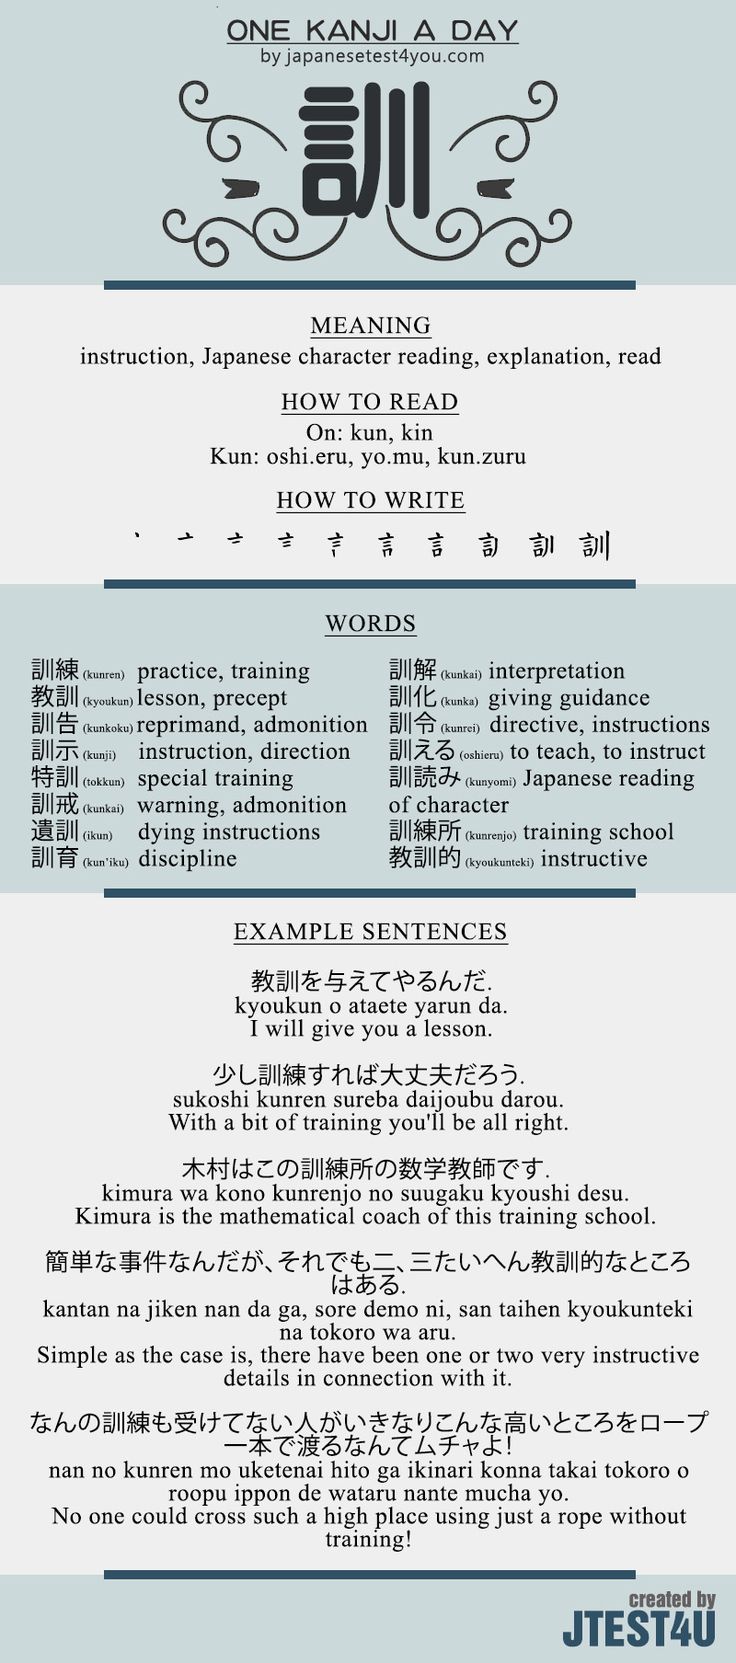 ONE KANJI A DAY
by japanesetest4you.com
訓
MEANING
instruction, Japanese character reading, explanation, read
HOW TO READ
On: kun, kin
Kun: oshi.eru, yo.mu, kun.zuru
HOW TO WRITE
訓
WORDS
訓練 (kunren) practice, training
教訓 (kyoukun) lesson, precept
訓告 (kunkoku) reprimand, admonition
訓示 (kunji) instruction, direction
特訓 (tokkun) special training
訓戒 (kunkai) warning, admonition
遺訓 (ikun) dying instructions
訓育 (kun'iku) discipline
訓解 (kunkai) interpretation
訓化 (kunka) giving guidance
訓令 (kunrei) directive, instructions
訓える (oshieru) to teach, to instruct
訓読み (kunyomi) Japanese reading
of character
訓練所 (kunrenjo) training school
教訓的 (kyoukunteki) instructive
EXAMPLE SENTENCES
教訓を与えてやるんだ.
kyoukun o ataete yarun da.
I will give you a lesson.
少し訓練すれば大丈夫だろう.
sukoshi kunren sureba daijoubu darou.
With a bit of training you'll be all right.
木村はこの訓練所の数学教師です.
kimura wa kono kunrenjo no suugaku kyoushi desu.
Kimura is the mathematical coach of this training school.
簡単な事件なんだが、それでも二、三たいへん教訓的なところ
はある.
kantan na jiken nan da ga, sore demo ni, san taihen kyoukunteki
na tokoro wa aru.
Simple as the case is, there have been one or two very instructive
details in connection with it.
なんの訓練も受けてない人がいきなりこんな高いところをロープ
一本で渡るなんてムチャよ!
nan no kunren mo uketenai hito ga ikinari konna takai tokoro o
roopu ippon de wataru nante mucha yo.
No one could cross such a high place using just a rope without
training!
created by
JTEST4U